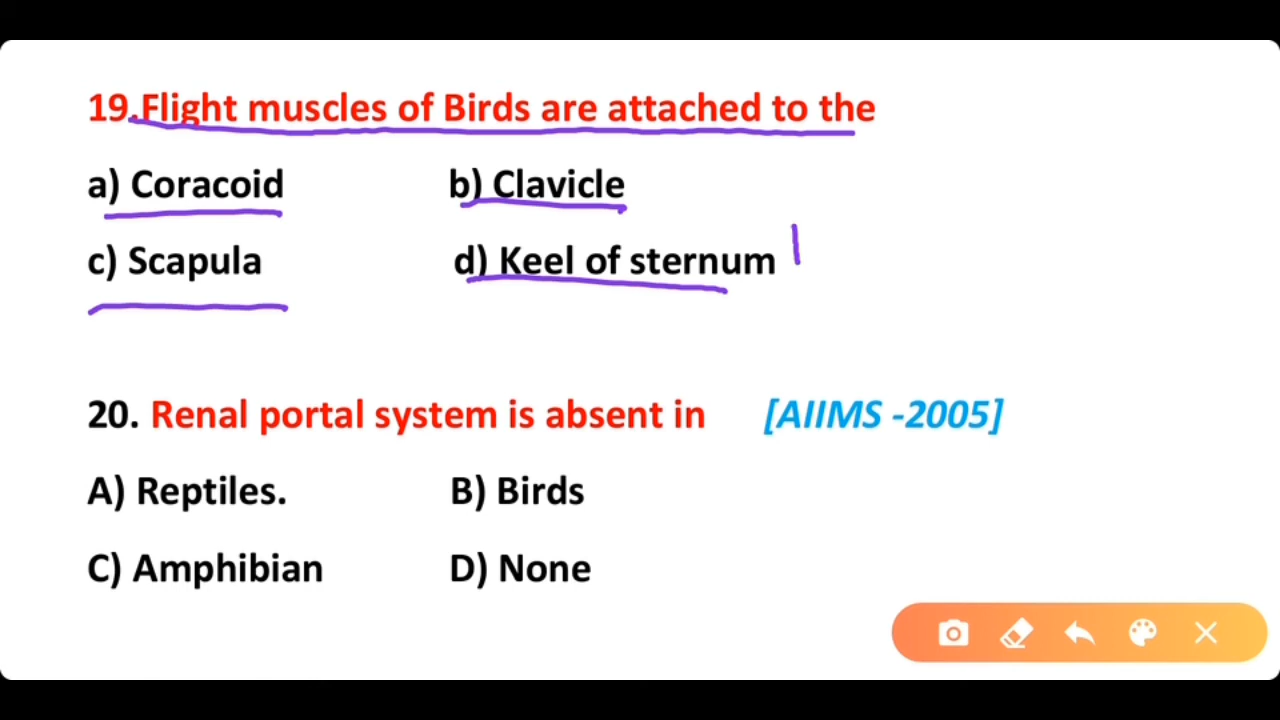 19.Flight muscles of Birds are attached to the
a) Coracoid b) Clavicle
c) Scapula d) Keel of sternum
20. Renal portal system is absent in [AIIMS -2005]
A) Reptiles. B) Birds
C) Amphibian D) None